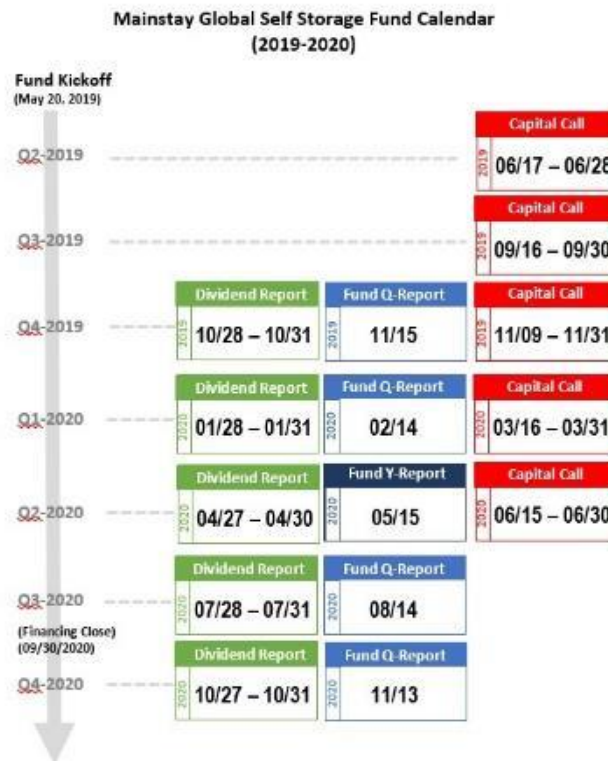 Mainstay Global Self Storage Fund Calendar
(2019-2020)
Fund Kickoff
(May 20, 2019)
Capital Call
Q2-2019
2019
06/17 – 06/28
Capital Call
Q3-2019
2019
09/16 – 09/30
Dividend Report
Fund Q-Report
Capital Call
Q4-2019
2019
10/28 – 10/31
2019
11/15
2019
11/09 – 11/31
Dividend Report
Fund Q-Report
Capital Call
Q1-2020
2020
01/28 – 01/31
2020
02/14
2020
03/16 – 03/31
Dividend Report
Fund Y-Report
Capital Call
Q2-2020
2020
04/27 – 04/30
2020
05/15
2020
06/15 – 06/30
Dividend Report
Fund Q-Report
Q3-2020
2020
07/28 – 07/31
2020
08/14
(Financing Close)
(09/30/2020)
Dividend Report
Fund Q-Report
Q4-2020
2020
10/27 – 10/31
2020
11/13